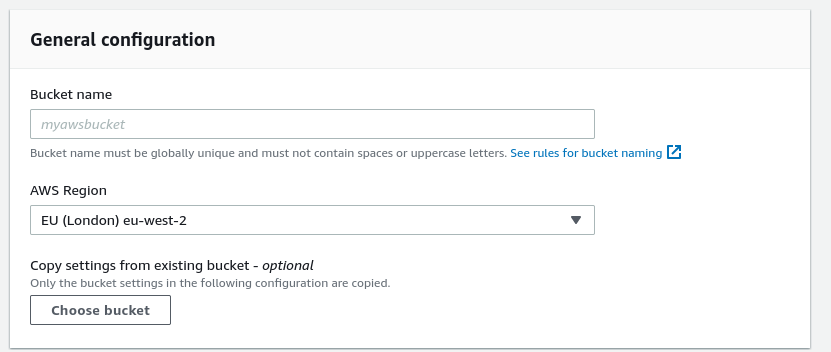 General configuration
Bucket name
myawsbucket
Bucket name must be globally unique and must not contain spaces or uppercase letters. See rules for bucket naming
AWS Region
EU (London) eu-west-2
Copy settings from existing bucket - optional
Only the bucket settings in the following configuration are copied.
Choose bucket